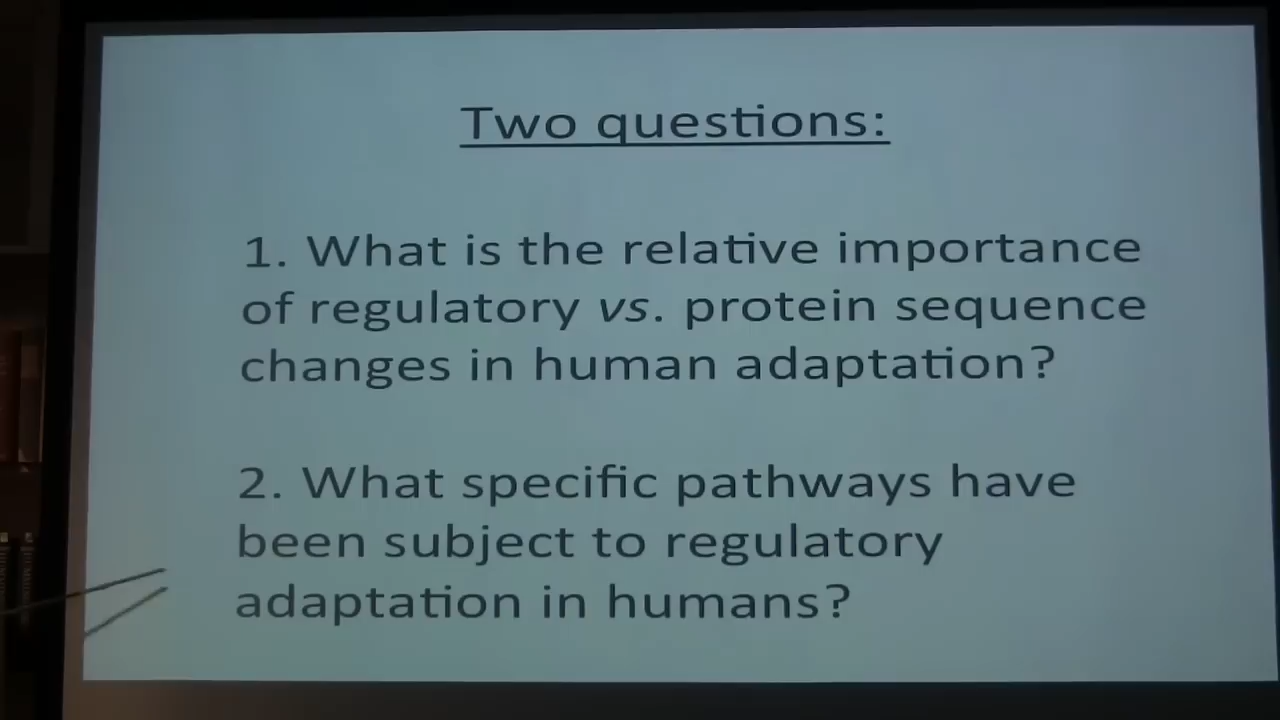 Two questions:
1. What is the relative importance
of regulatory vs. protein sequence
changes in human adaptation?
2. What specific pathways have
been subject to regulatory
adaptation in humans?